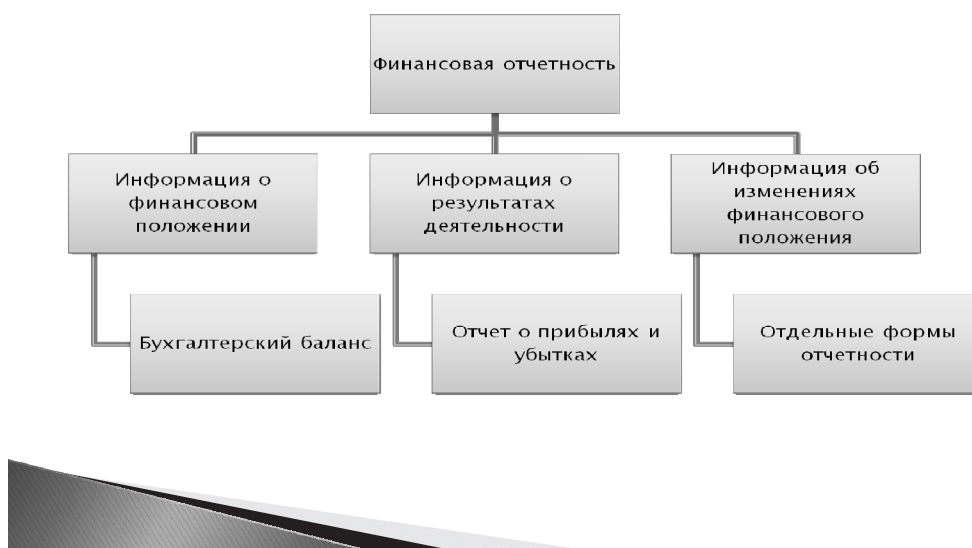 Финансовая отчетность
Информация о
финансовом
положении
Информация о
результатах
деятельности
Информация об
изменениях
финансового
положения
Бухгалтерский баланс
Отчет о прибылях и
убытках
Отдельные формы
отчетности